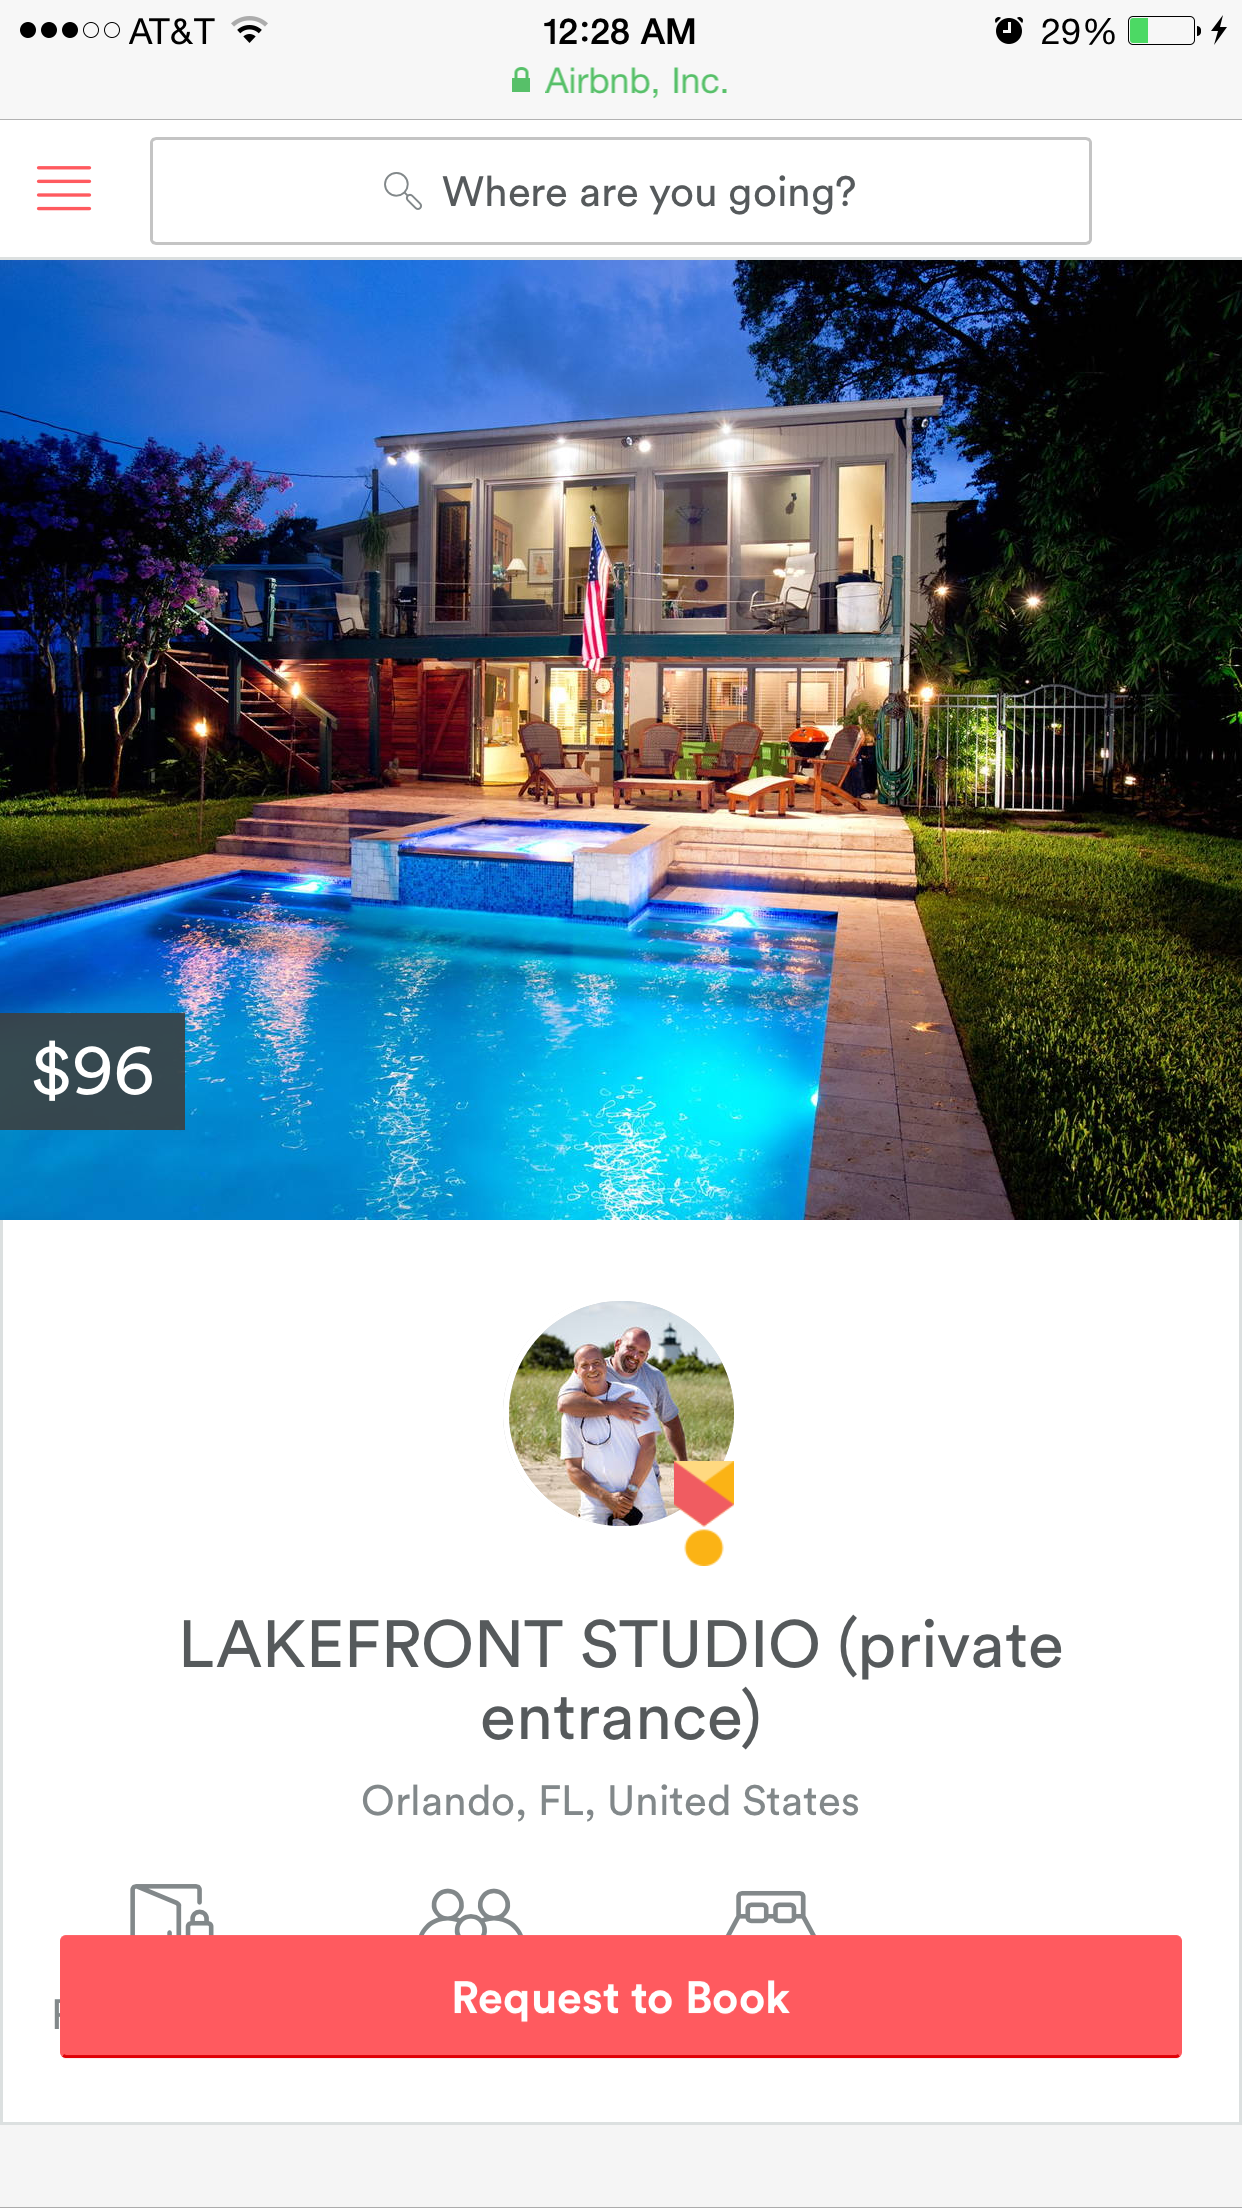 AT&T 12:28 AM 29%
Airbnb, Inc.
Where are you going?
$96
LAKEFRONT STUDIO (private
entrance)
Orlando, FL, United States
Request to Book